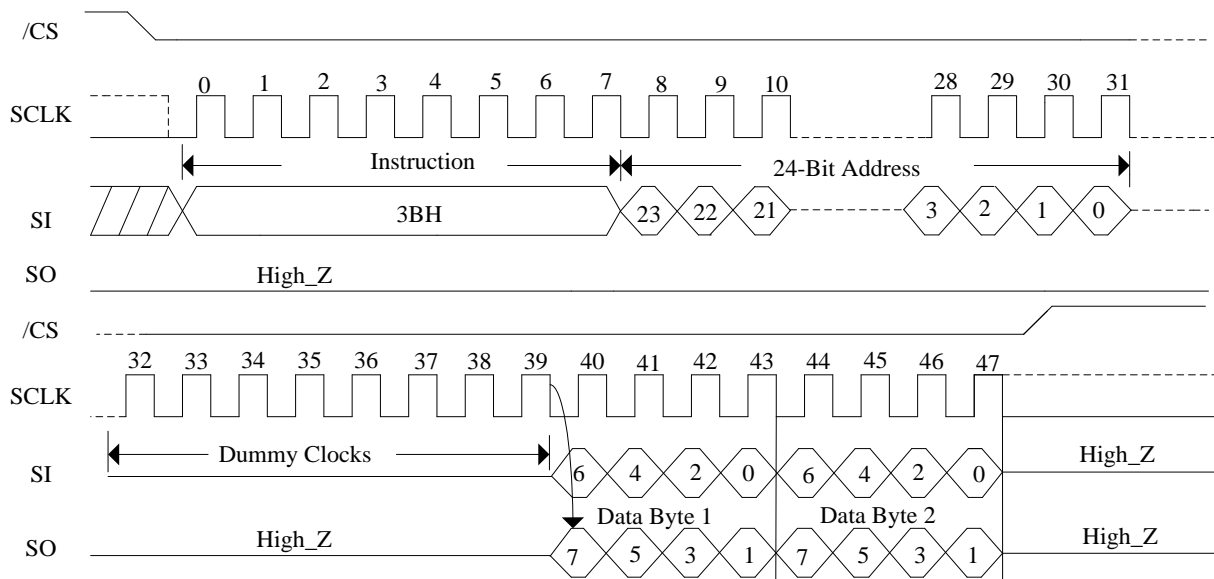 /CS
0 1 2 3 4 5 6 7 8 9 10 28 29 30 31
SCLK
Instruction 24-Bit Address
SI 3BH 23 22 21 3 2 1 0
SO High_Z
/CS
32 33 34 35 36 37 38 39 40 41 42 43 44 45 46 47
SCLK
Dummy Clocks
SI 6 4 2 0 6 4 2 0 High_Z
Data Byte 1 Data Byte 2
SO High_Z 7 5 3 1 7 5 3 1 High_Z